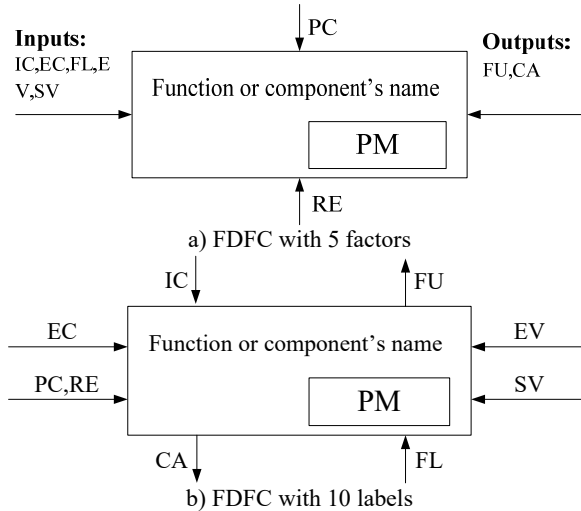 PC
Inputs:
IC,EC,FL,E
V,SV
Outputs:
FU,CA
Function or component's name
PM
RE
a) FDFC with 5 factors
IC
FU
EC
EV
Function or component's name
PC,RE
SV
PM
CA
FL
b) FDFC with 10 labels